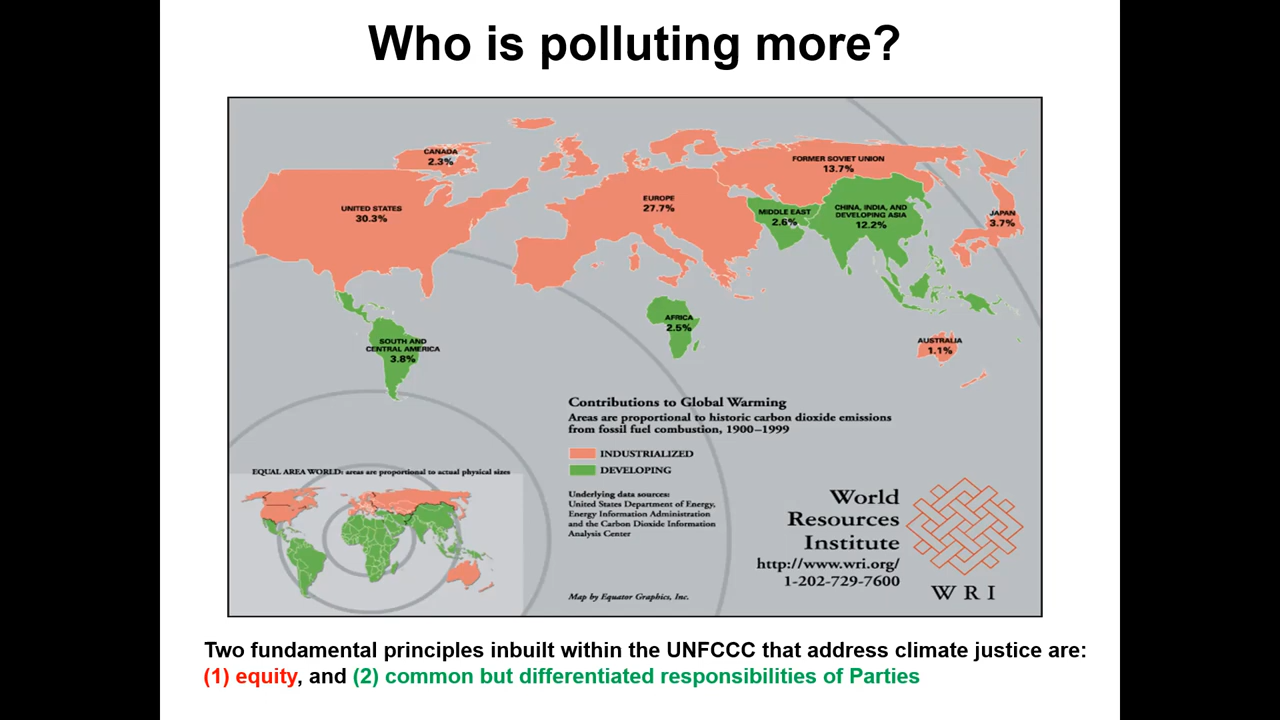 Who is polluting more?
CANADA
2.3%
UNITED STATES
30.3%
EUROPE
27.7%
FORMER SOVIET UNION
13.7%
MIDDLE EAST
2.6%
CHINA, INDIA, AND
DEVELOPING ASIA
12.2%
JAPAN
3.7%
AFRICA
2.5%
SOUTH AND
CENTRAL AMERICA
3.8%
AUSTRALIA
1.1%
Contributions to Global Warming
Areas are proportional to historic carbon dioxide emissions
from fossil fuel combustion, 1900–1999
INDUSTRIALIZED
DEVELOPING
EQUAL AREA WORLD: areas are proportional to actual physical sizes
Underlying data sources:
United States Department of Energy,
Energy Information Administration
and the Carbon Dioxide Information
Analysis Center
Map by Equator Graphics, Inc.
World
Resources
Institute
http://www.wri.org/
1-202-729-7600
WRI
Two fundamental principles inbuilt within the UNFCCC that address climate justice are:
(1) equity, and (2) common but differentiated responsibilities of Parties